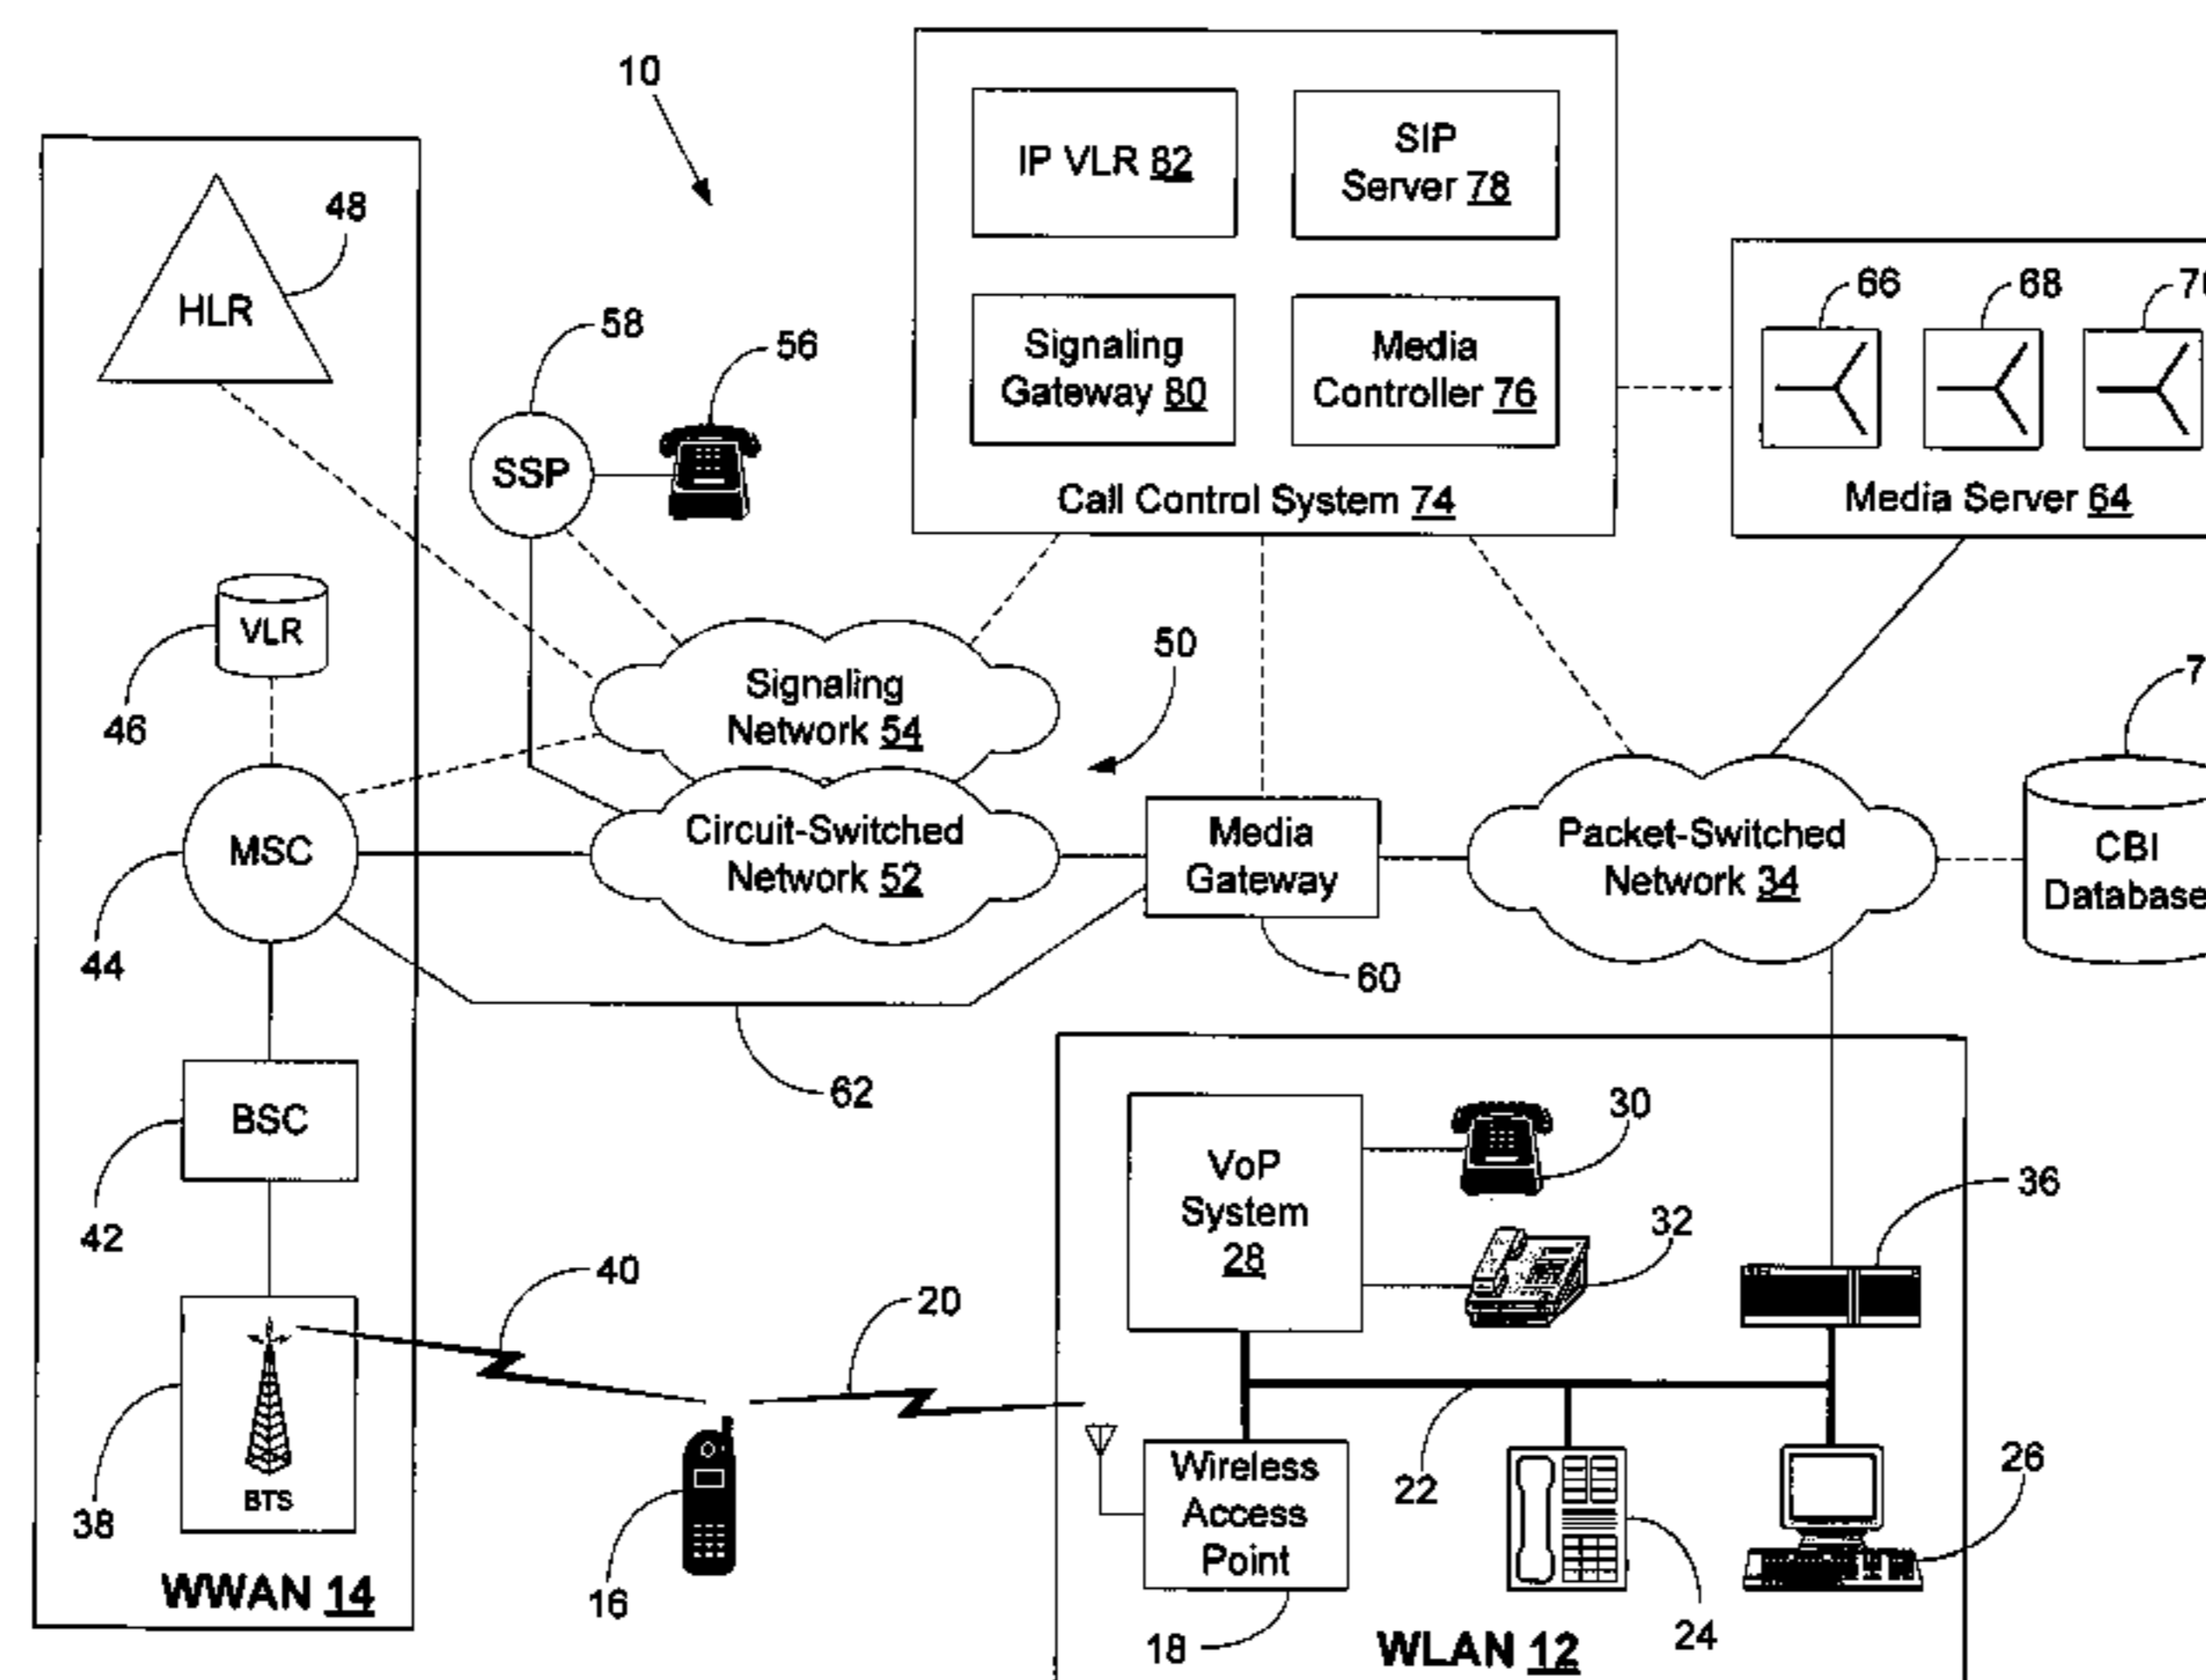 10
IP VLR 82
SIP
Server 78
48
HLR
66
68
58
56
Signaling
Gateway 80
Media
Controller 76
SSP
Call Control System 74
Media Server 64
VLR
46
50
Signaling
Network 54
MSC
Circuit-Switched
Network 52
Media
Gateway
Packet-Switched
Network 34
CBI
Database
44
60
62
BSC
42
VoP
System
28
30
32
36
40
20
38
BTS
16
Wireless
Access
Point
22
26
24
18
WWAN 14
WLAN 12